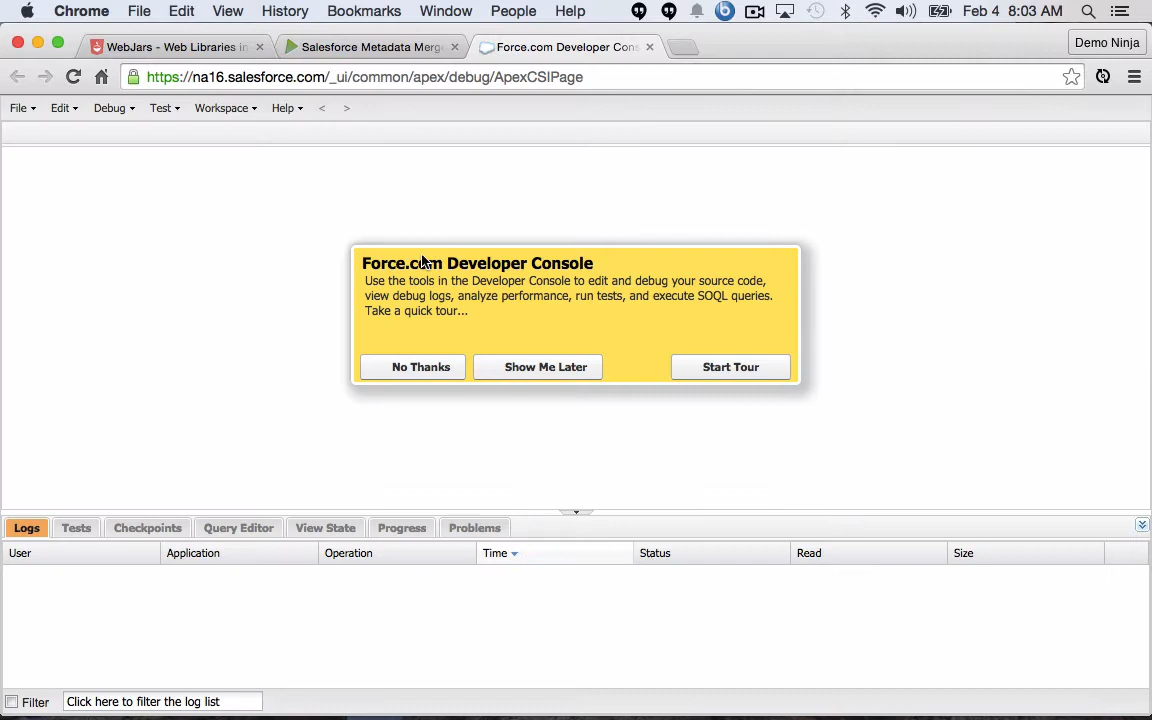 Chrome File Edit View History Bookmarks Window People Help Feb 4 8:03 AM
WebJars - Web Libraries in Salesforce Metadata Merge Force.com Developer Cons Demo Ninja
https://na16.salesforce.com/_ui/common/apex/debug/ApexCSIPage
File Edit Debug Test Workspace Help < >
Force.com Developer Console
Use the tools in the Developer Console to edit and debug your source code,
view debug logs, analyze performance, run tests, and execute SOQL queries.
Take a quick tour...
No Thanks Show Me Later Start Tour
Logs Tests Checkpoints Query Editor View State Progress Problems
User Application Operation Time Status Read Size
Filter Click here to filter the log list